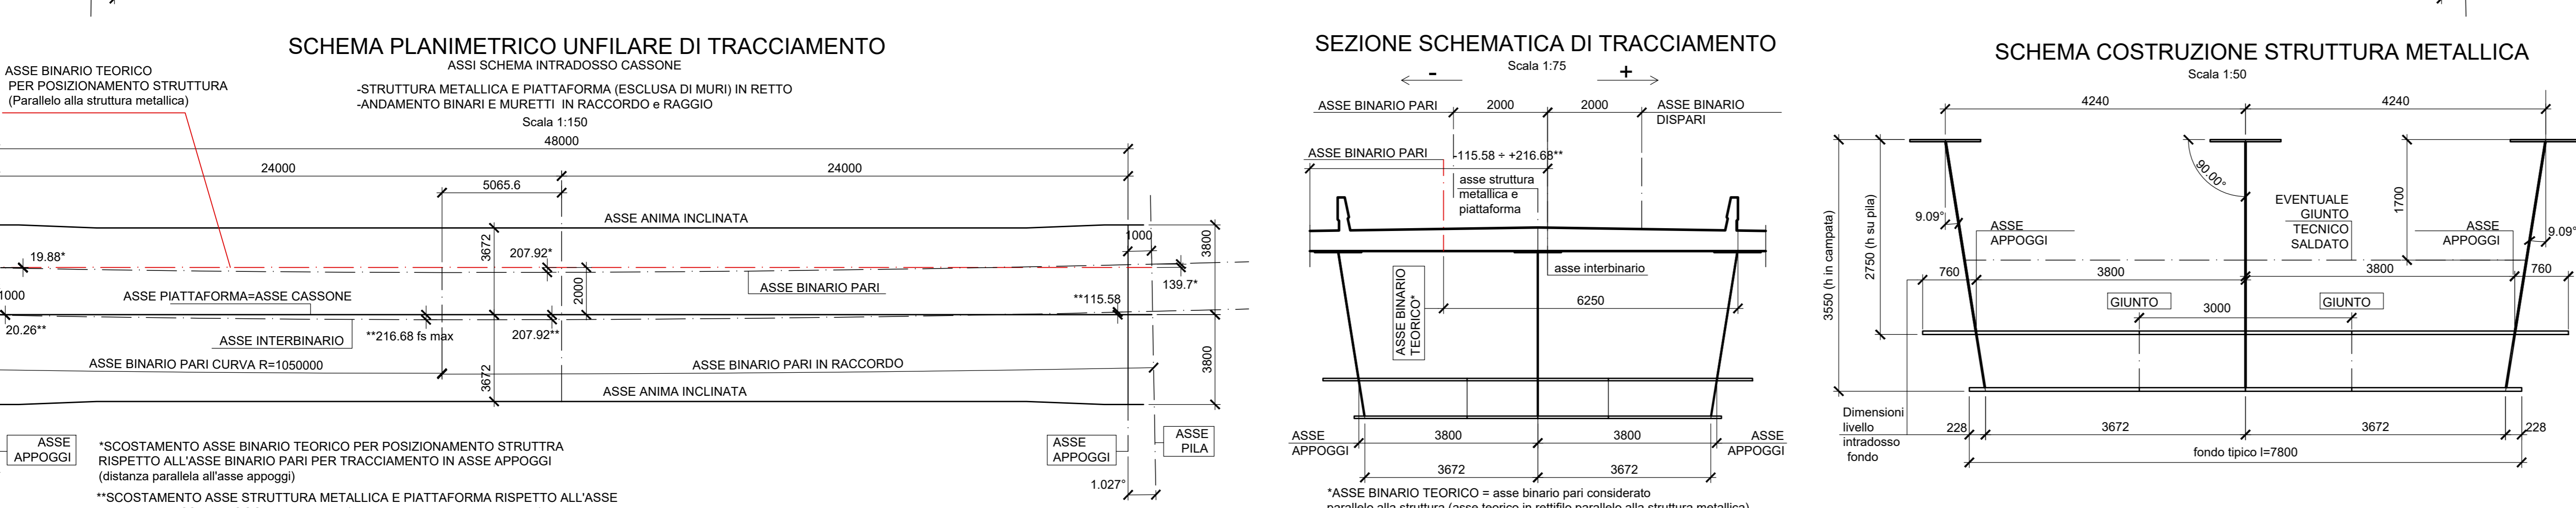 SCHEMA PLANIMETRICO UNFILARE DI TRACCIAMENTO
ASSI SCHEMA INTRADOSSO CASSONE
ASSE BINARIO TEORICO
PER POSIZIONAMENTO STRUTTURA
(Parallelo alla struttura metallica)
-STRUTTURA METALLICA E PIATTAFORMA (ESCLUSA DI MURI) IN RETTO
-ANDAMENTO BINARI E MURETTI IN RACCORDO e RAGGIO
Scala 1:150
48000
24000
24000
5065.6
ASSE ANIMA INCLINATA
1000
3800
3672
19.88*
207.92*
2000
ASSE BINARIO PARI
139.7*
1000
ASSE PIATTAFORMA=ASSE CASSONE
**115.58
20.26**
ASSE INTERBINARIO
**216.68 fs max
207.92**
ASSE BINARIO PARI CURVA R=1050000
ASSE BINARIO PARI IN RACCORDO
3672
3800
ASSE ANIMA INCLINATA
ASSE
APPOGGI
*SCOSTAMENTO ASSE BINARIO TEORICO PER POSIZIONAMENTO STRUTTRA
RISPETTO ALL'ASSE BINARIO PARI PER TRACCIAMENTO IN ASSE APPOGGI
(distanza parallela all'asse appoggi)
**SCOSTAMENTO ASSE STRUTTURA METALLICA E PIATTAFORMA RISPETTO ALL'ASSE
ASSE
APPOGGI
ASSE
PILA
1.027°
SEZIONE SCHEMATICA DI TRACCIAMENTO
Scala 1:75
- +
ASSE BINARIO PARI
2000
2000
ASSE BINARIO
DISPARI
ASSE BINARIO PARI
-115.58 ÷ +216.68**
asse struttura
metallica e
piattaforma
asse interbinario
ASSE BINARIO
TEORICO*
6250
ASSE
APPOGGI
3800
3800
ASSE
APPOGGI
3672
3672
*ASSE BINARIO TEORICO = asse binario pari considerato
parallelo alla struttura (asse teorico in rettifilo parallelo alla struttura metallica)
SCHEMA COSTRUZIONE STRUTTURA METALLICA
Scala 1:50
4240
4240
3550 (h in campata)
2750 (h su pila)
90.00°
1700
9.09°
ASSE
APPOGGI
EVENTUALE
GIUNTO
TECNICO
SALDATO
ASSE
APPOGGI
9.09°
760
3800
3800
760
GIUNTO
3000
GIUNTO
Dimensioni
livello
intradosso
fondo
228
3672
3672
228
fondo tipico l=7800